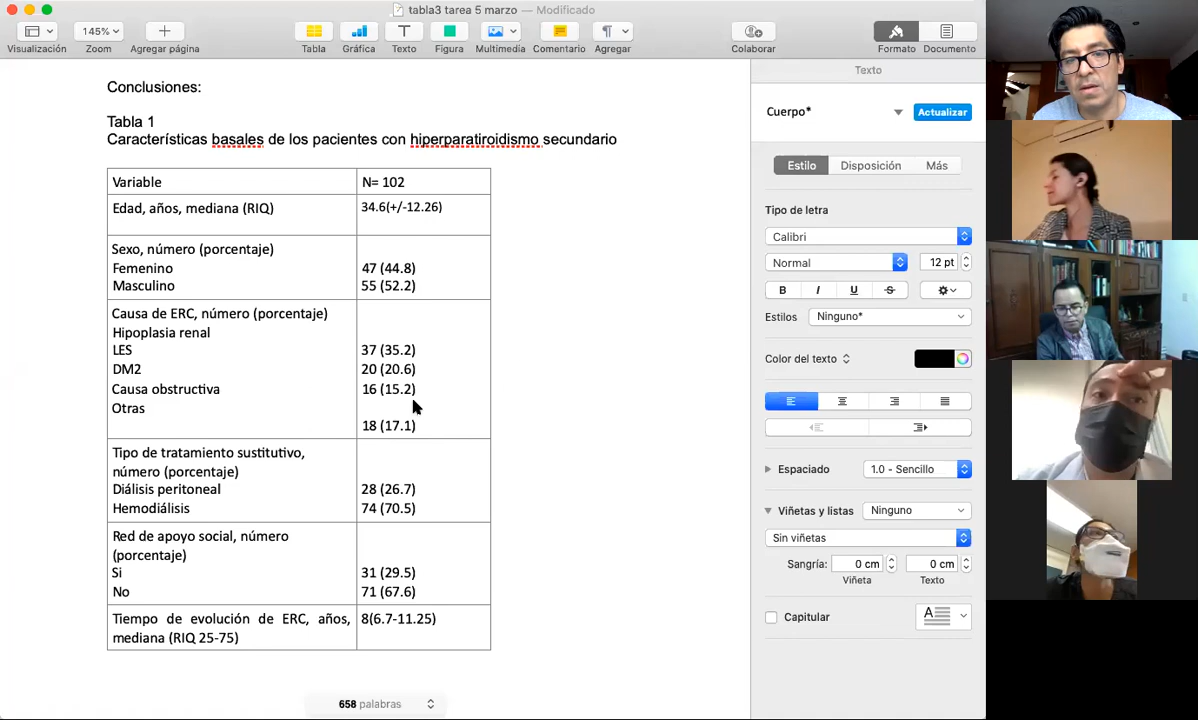 tabla3 tarea 5 marzo — Modificado
145%
Visualización Zoom Agregar página Tabla Gráfica Texto Figura Multimedia Comentario Agregar Colaborar Formato Documento
Conclusiones:
Tabla 1
Características basales de los pacientes con hiperparatiroidismo secundario
Variable N= 102
Edad, años, mediana (RIQ) 34.6(+/-12.26)
Sexo, número (porcentaje)
Femenino 47 (44.8)
Masculino 55 (52.2)
Causa de ERC, número (porcentaje)
Hipoplasia renal
LES 37 (35.2)
DM2 20 (20.6)
Causa obstructiva 16 (15.2)
Otras
18 (17.1)
Tipo de tratamiento sustitutivo,
número (porcentaje)
Diálisis peritoneal 28 (26.7)
Hemodiálisis 74 (70.5)
Red de apoyo social, número
(porcentaje)
Si 31 (29.5)
No 71 (67.6)
Tiempo de evolución de ERC, años, 8(6.7-11.25)
mediana (RIQ 25-75)
658 palabras
Texto
Cuerpo* Actualizar
Estilo Disposición Más
Tipo de letra
Calibri
Normal 12 pt
B I U S
Estilos Ninguno*
Color del texto
Espaciado 1.0 - Sencillo
Viñetas y listas Ninguno
Sin viñetas
Sangría: 0 cm 0 cm
Viñeta Texto
Capitular A